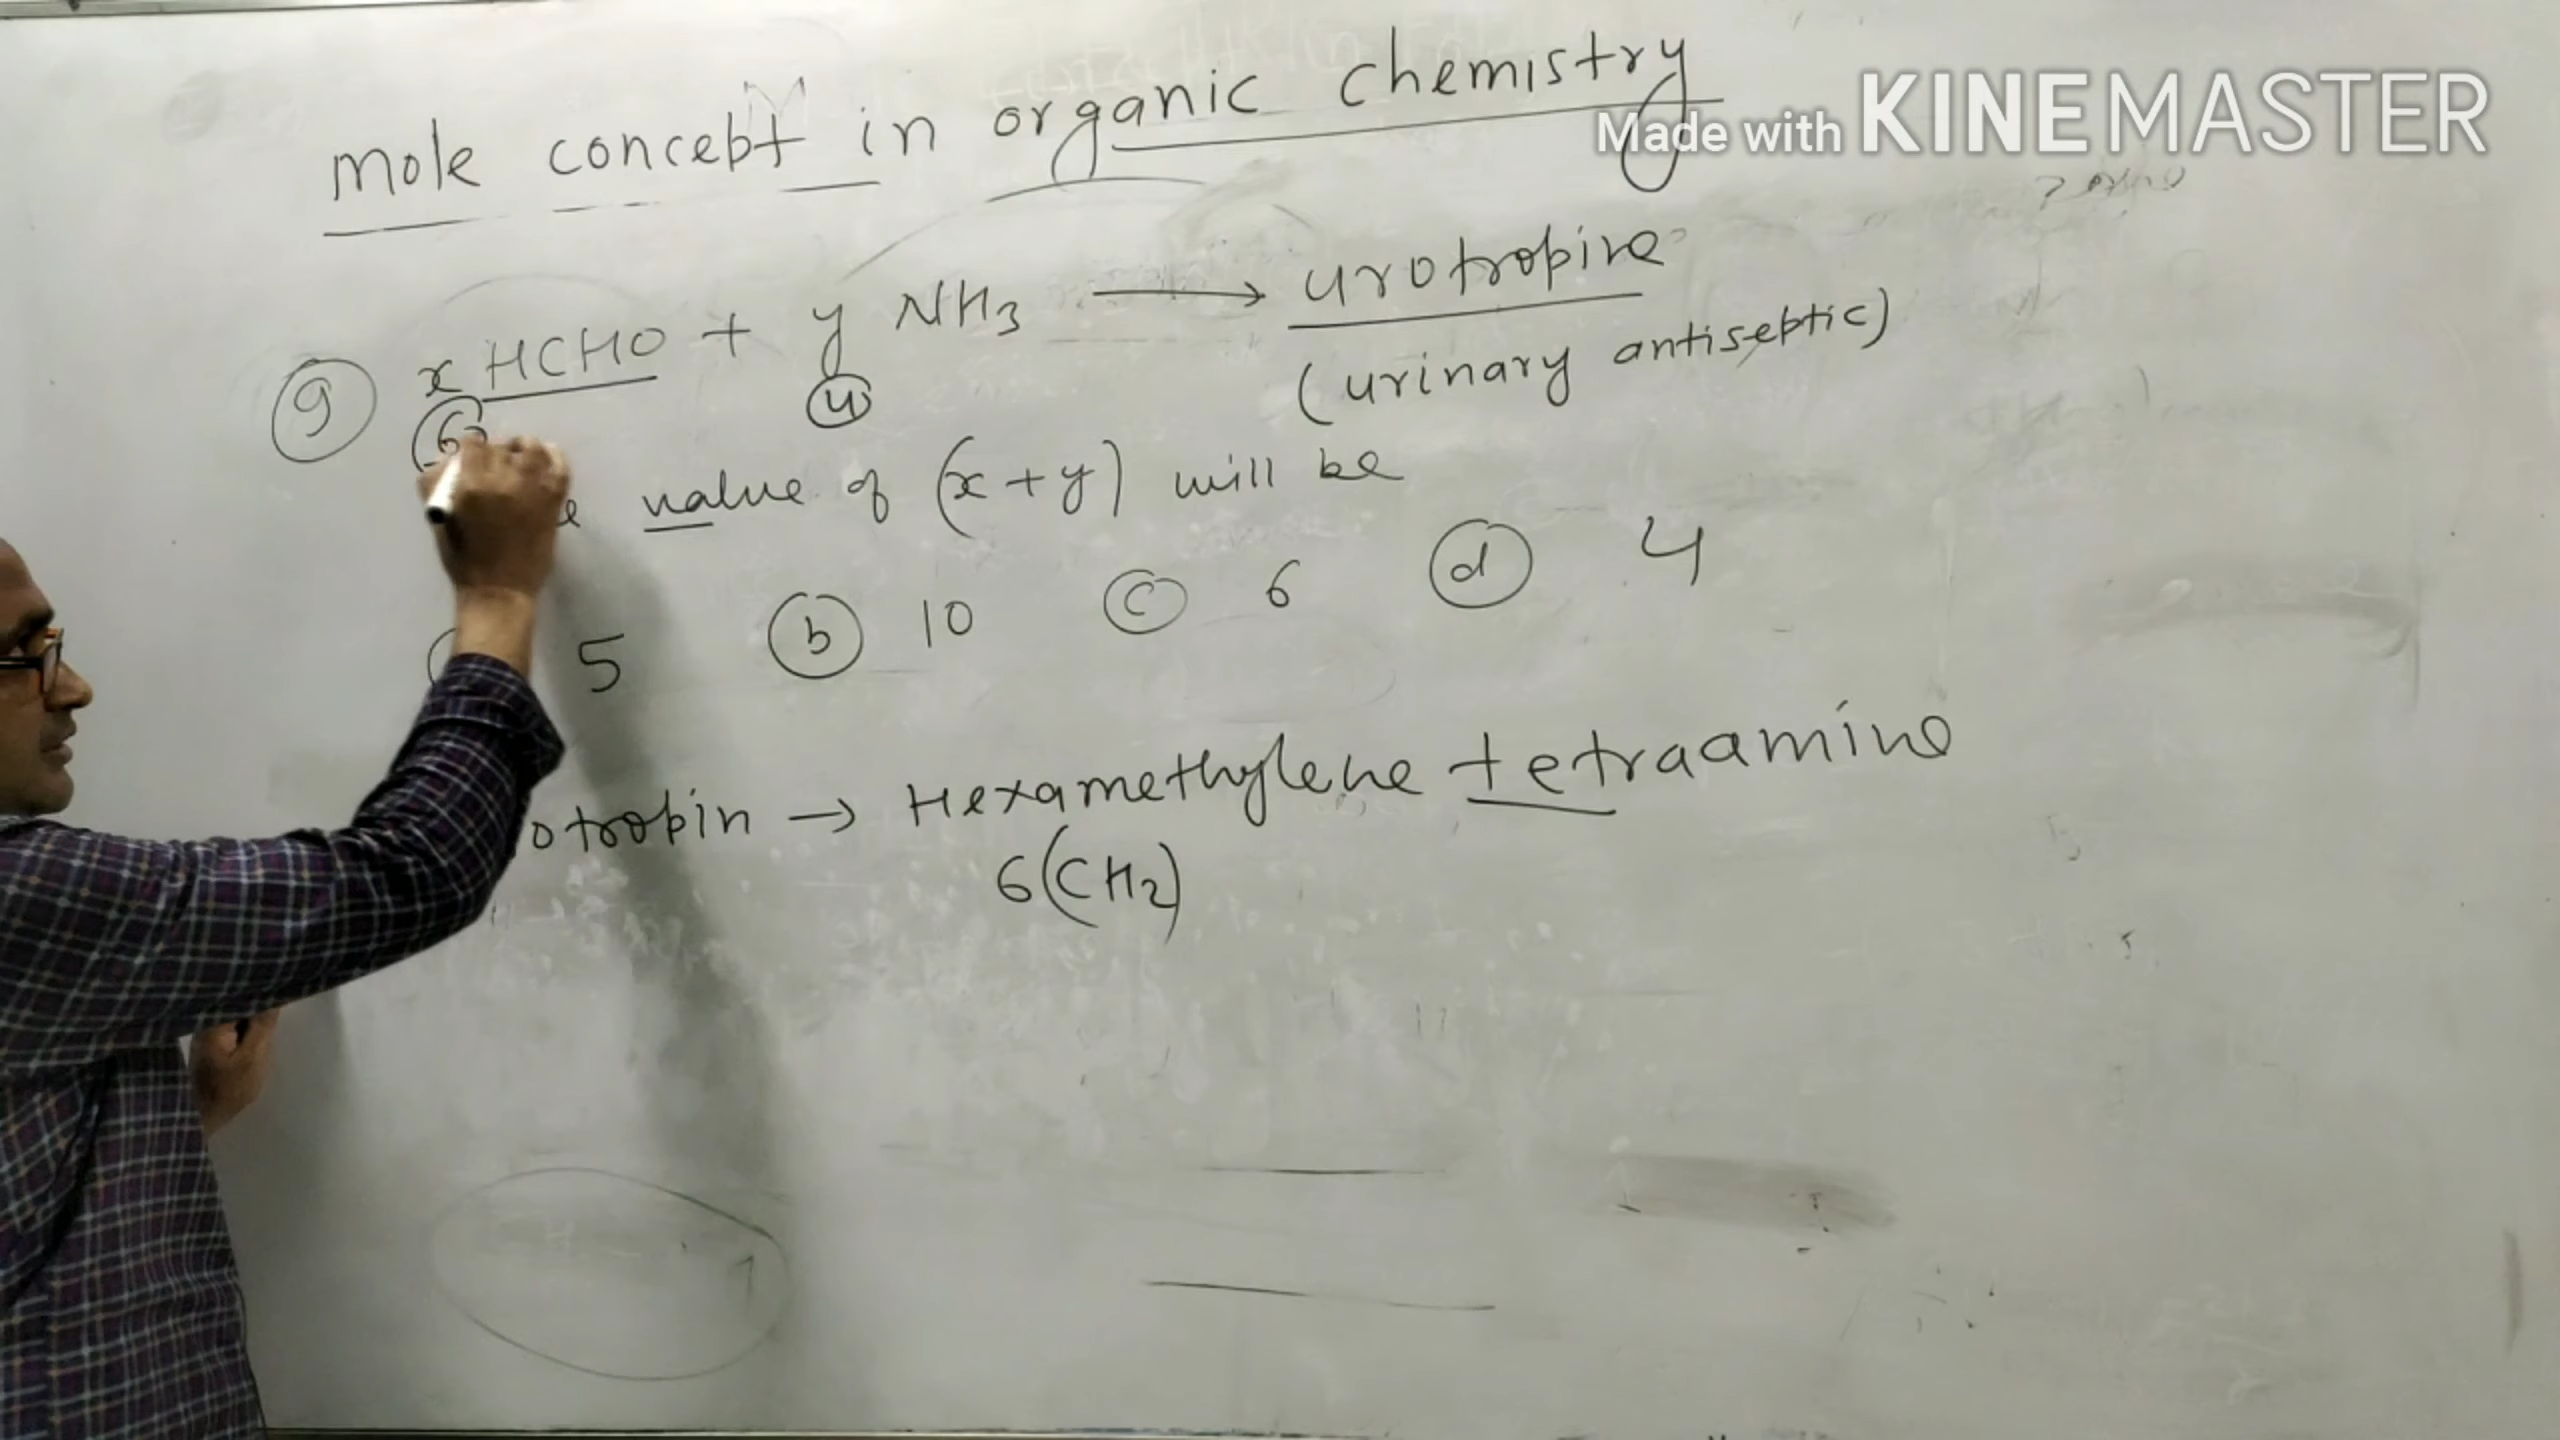 mole concept in organic chemistry
Made with KINEMASTER
9 x HCHO + y NH3 → urotropine
6 4 (urinary antiseptic)
value of (x + y) will be
5 b 10 c 6 d 4
otropin → Hexamethylene tetraamine
6(CH2)